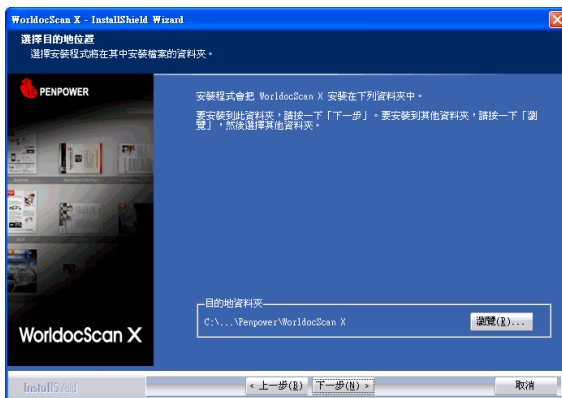 WorldocScan X - InstallShield Wizard
選擇目的地位置
選擇安裝程式將在其中安裝檔案的資料夾。
PENPOWER
安裝程式會把 WorldocScan X 安裝在下列資料夾中。
要安裝到此資料夾，請按一下「下一步」。要安裝到其他資料夾，請按一下「瀏
覽」，然後選擇其他資料夾。
目的地資料夾
C:\...\Penpower\WorldocScan X
瀏覽(R)...
WorldocScan X
InstallShield
< 上一步(B)
下一步(N) >
取消